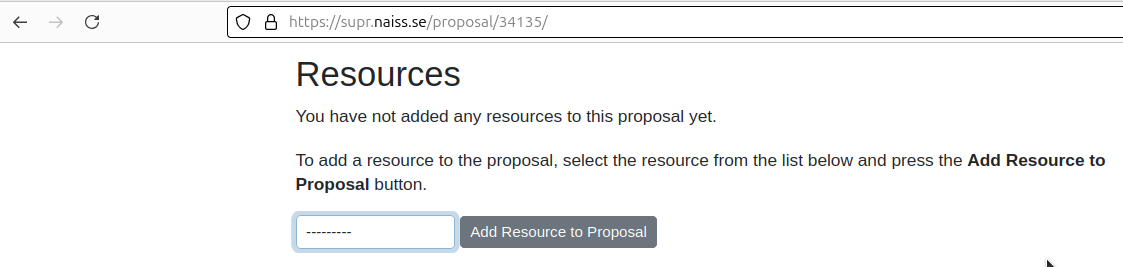 https://supr.naiss.se/proposal/34135/
Resources
You have not added any resources to this proposal yet.
To add a resource to the proposal, select the resource from the list below and press the Add Resource to
Proposal button.
---------
Add Resource to Proposal